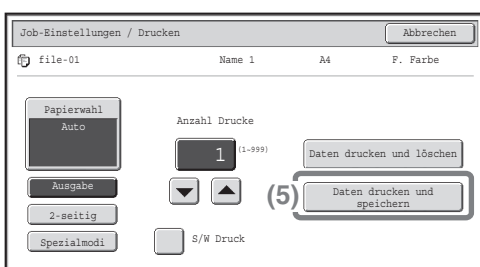 Job-Einstellungen / Drucken
Abbrechen
file-01 Name 1 A4 F. Farbe
Papierwahl
Auto
Anzahl Drucke
1 (1-999)
Daten drucken und löschen
Ausgabe
(5) Daten drucken und
speichern
2-seitig
Spezialmodi
S/W Druck